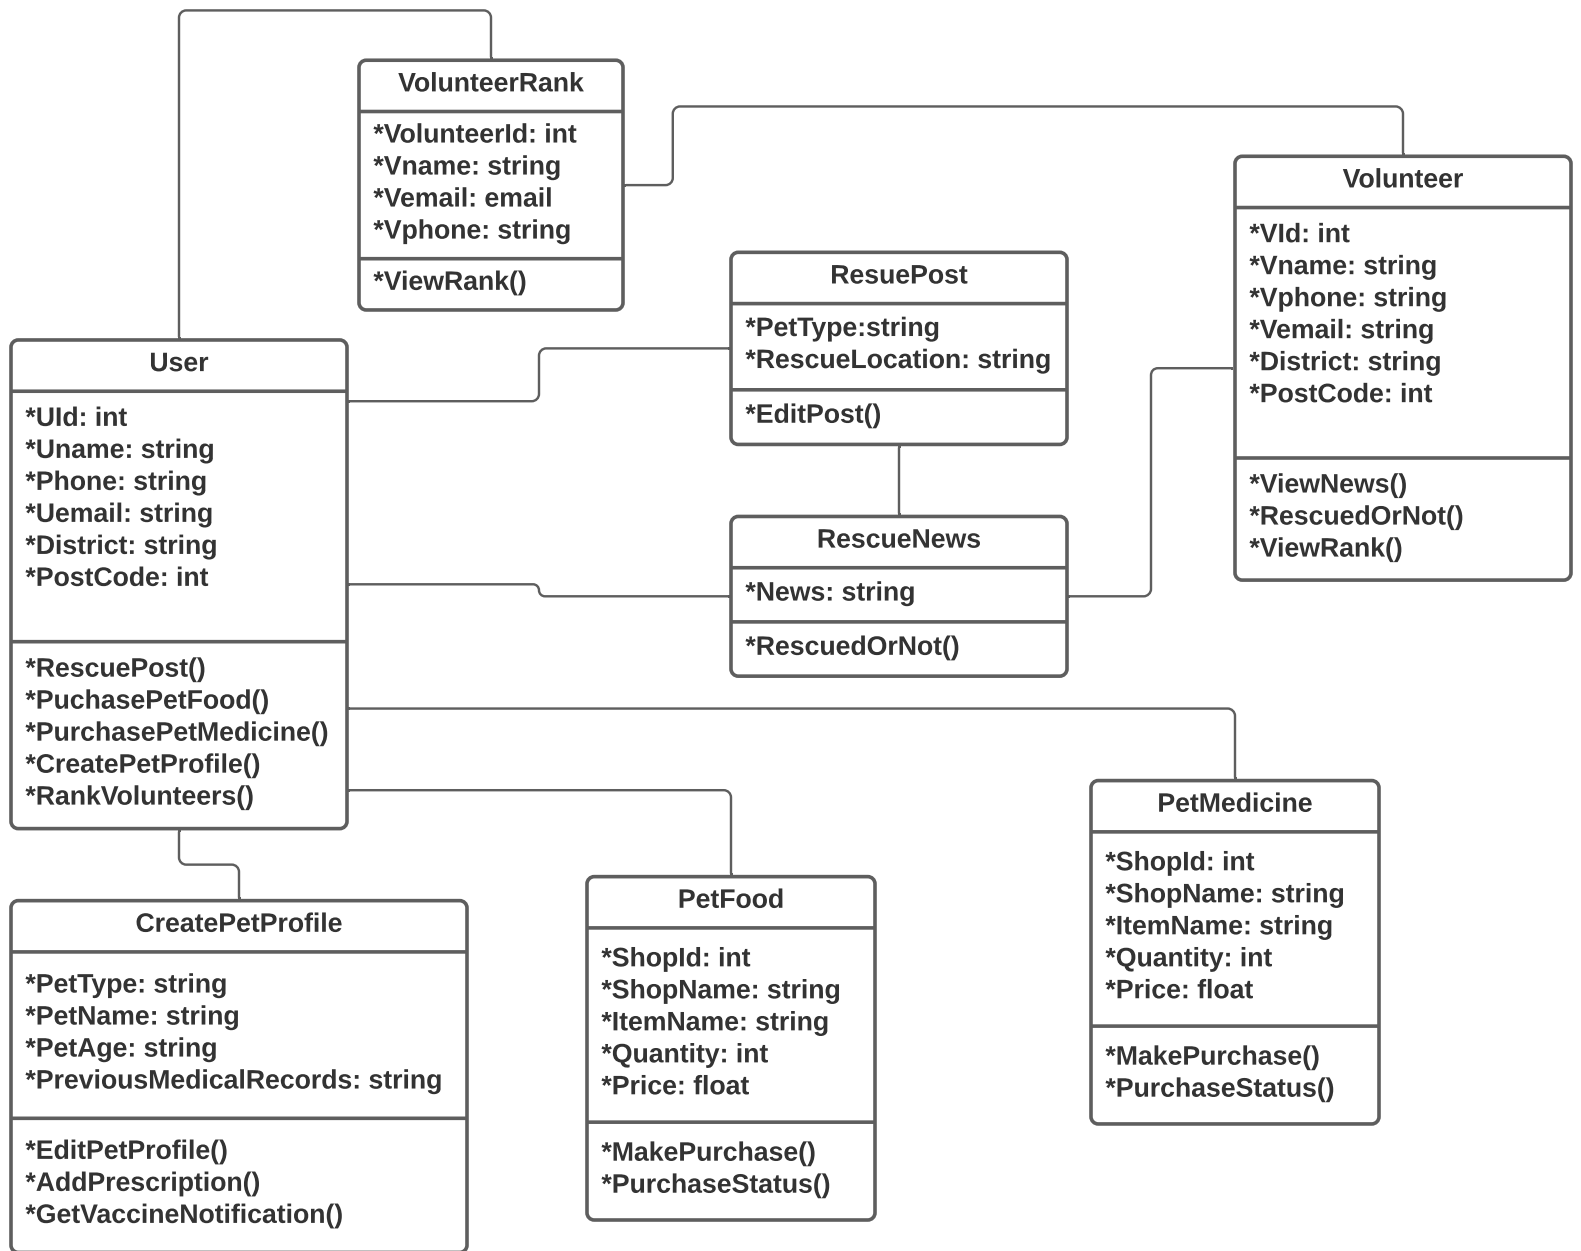 VolunteerRank
*VolunteerId: int
*Vname: string
*Vemail: email
*Vphone: string
*ViewRank()
Volunteer
*VId: int
*Vname: string
*Vphone: string
*Vemail: string
*District: string
*PostCode: int
*ViewNews()
*RescuedOrNot()
*ViewRank()
ResuePost
*PetType:string
*RescueLocation: string
*EditPost()
User
*UId: int
*Uname: string
*Phone: string
*Uemail: string
*District: string
*PostCode: int
*RescuePost()
*PuchasePetFood()
*PurchasePetMedicine()
*CreatePetProfile()
*RankVolunteers()
RescueNews
*News: string
*RescuedOrNot()
PetMedicine
*ShopId: int
*ShopName: string
*ItemName: string
*Quantity: int
*Price: float
*MakePurchase()
*PurchaseStatus()
PetFood
*ShopId: int
*ShopName: string
*ItemName: string
*Quantity: int
*Price: float
*MakePurchase()
*PurchaseStatus()
CreatePetProfile
*PetType: string
*PetName: string
*PetAge: string
*PreviousMedicalRecords: string
*EditPetProfile()
*AddPrescription()
*GetVaccineNotification()